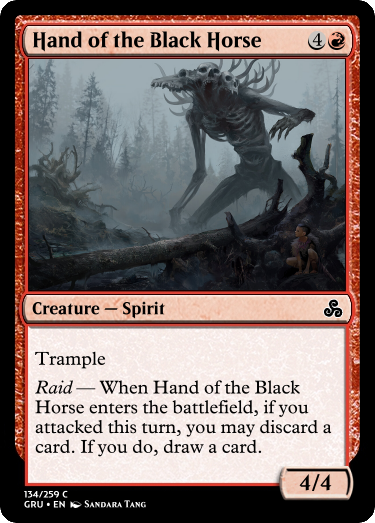 Hand of the Black Horse 4
Creature — Spirit
Trample
Raid — When Hand of the Black
Horse enters the battlefield, if you
attacked this turn, you may discard a
card. If you do, draw a card.
4/4
134/259 C
GRU • EN Sandara Tang